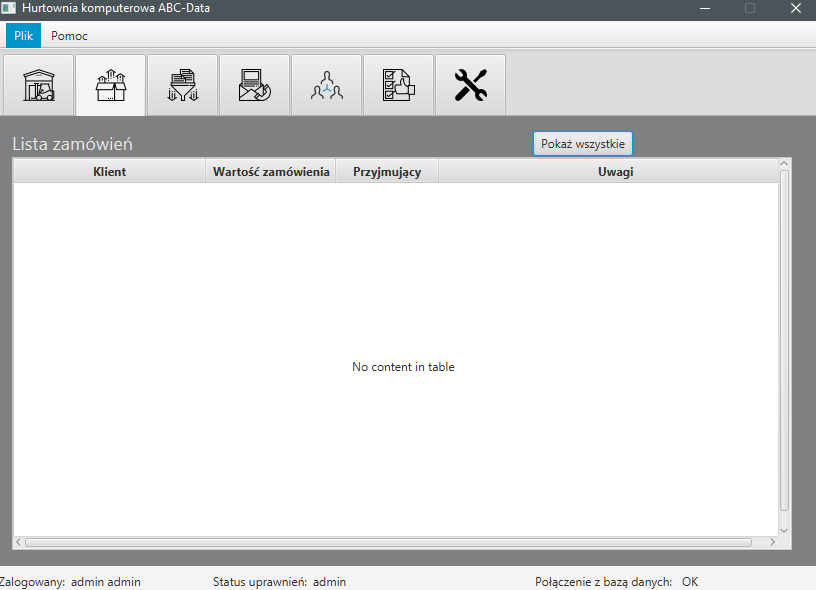 Hurtownia komputerowa ABC-Data
Plik Pomoc
Lista zamówień Pokaż wszystkie
Klient Wartość zamówienia Przyjmujący Uwagi
No content in table
Zalogowany: admin admin Status uprawnień: admin Połączenie z bazą danych: OK